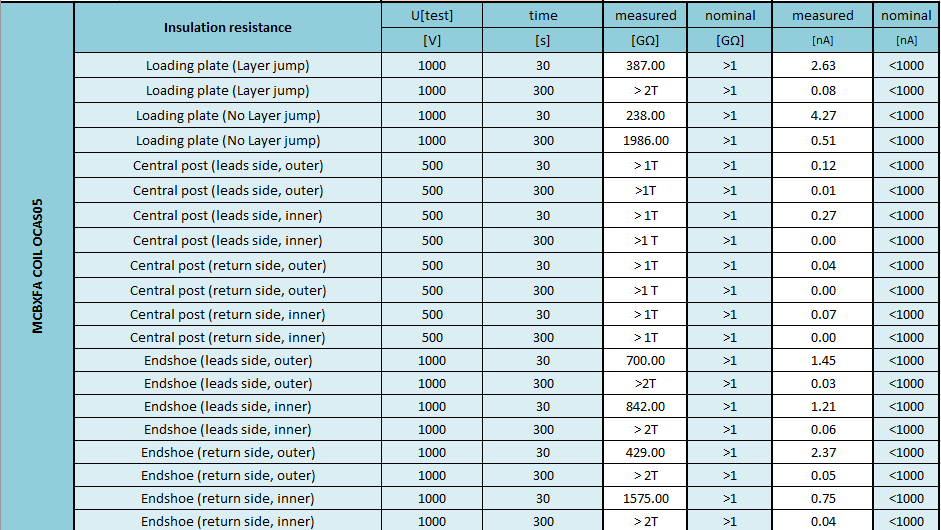 MCBXFA COIL OCAS05
Insulation resistance U[test] time measured nominal measured nominal
[V] [s] [GΩ] [GΩ] [nA] [nA]
Loading plate (Layer jump) 1000 30 387.00 >1 2.63 <1000
Loading plate (Layer jump) 1000 300 > 2T >1 0.08 <1000
Loading plate (No Layer jump) 1000 30 238.00 >1 4.27 <1000
Loading plate (No Layer jump) 1000 300 1986.00 >1 0.51 <1000
Central post (leads side, outer) 500 30 > 1T >1 0.12 <1000
Central post (leads side, outer) 500 300 >1T >1 0.01 <1000
Central post (leads side, inner) 500 30 > 1T >1 0.27 <1000
Central post (leads side, inner) 500 300 >1 T >1 0.00 <1000
Central post (return side, outer) 500 30 > 1T >1 0.04 <1000
Central post (return side, outer) 500 300 >1 T >1 0.00 <1000
Central post (return side, inner) 500 30 > 1T >1 0.07 <1000
Central post (return side, inner) 500 300 > 1T >1 0.00 <1000
Endshoe (leads side, outer) 1000 30 700.00 >1 1.45 <1000
Endshoe (leads side, outer) 1000 300 >2T >1 0.03 <1000
Endshoe (leads side, inner) 1000 30 842.00 >1 1.21 <1000
Endshoe (leads side, inner) 1000 300 > 2T >1 0.06 <1000
Endshoe (return side, outer) 1000 30 429.00 >1 2.37 <1000
Endshoe (return side, outer) 1000 300 > 2T >1 0.05 <1000
Endshoe (return side, inner) 1000 30 1575.00 >1 0.75 <1000
Endshoe (return side, inner) 1000 300 > 2T >1 0.04 <1000